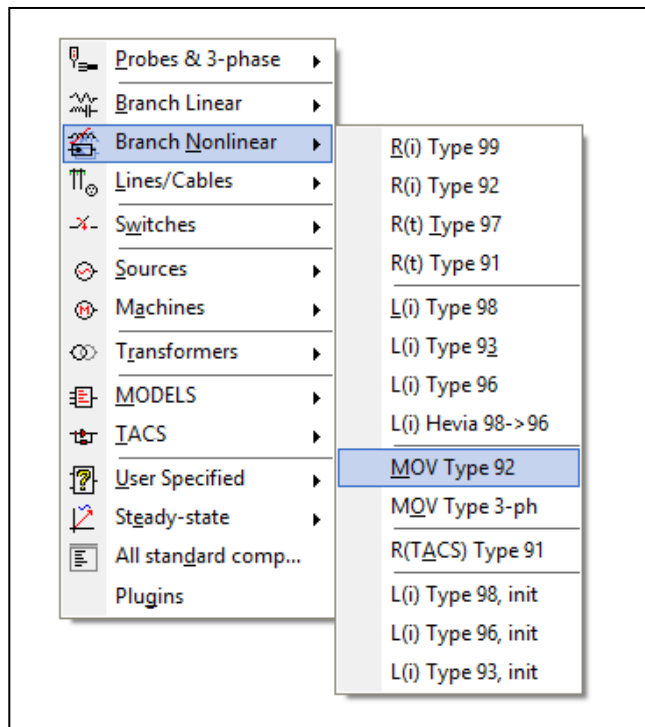 Probes & 3-phase
Branch Linear
Branch Nonlinear
Lines/Cables
Switches
Sources
Machines
Transformers
MODELS
TACS
User Specified
Steady-state
All standard comp...
Plugins
R(i) Type 99
R(i) Type 92
R(t) Type 97
R(t) Type 91
L(i) Type 98
L(i) Type 93
L(i) Type 96
L(i) Hevia 98->96
MOV Type 92
MOV Type 3-ph
R(TACS) Type 91
L(i) Type 98, init
L(i) Type 96, init
L(i) Type 93, init